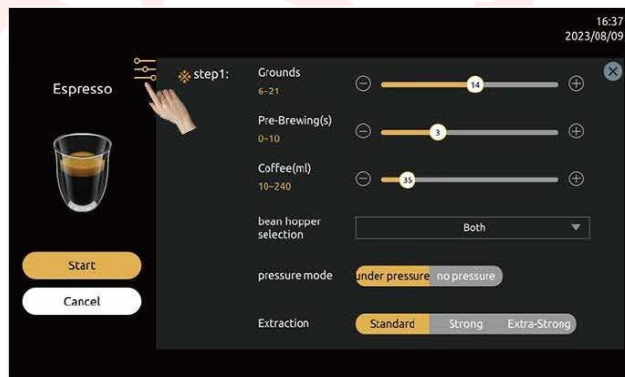 16:37
2023/08/09
Espresso
※ step1:
Grounds
6~21
14
Pre-Brewing(s)
0~10
3
Coffee(ml)
10~240
35
bean hopper
selection
Both
Start
pressure mode
under pressure no pressure
Cancel
Extraction
Standard Strong Extra-Strong